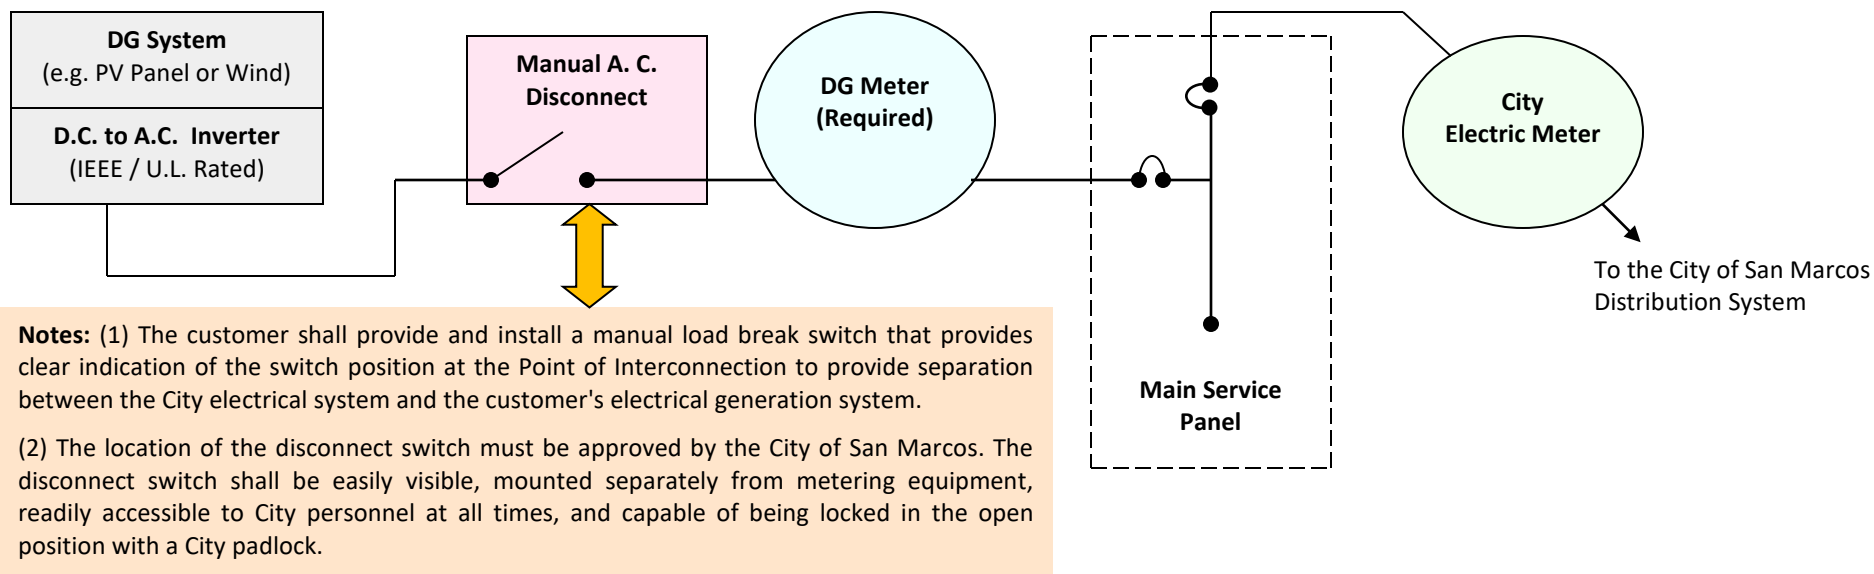 DG System
(e.g. PV Panel or Wind)
D.C. to A.C. Inverter
(IEEE / U.L. Rated)
Manual A. C.
Disconnect
DG Meter
(Required)
City
Electric Meter
To the City of San Marcos
Distribution System
Main Service
Panel
Notes: (1) The customer shall provide and install a manual load break switch that provides
clear indication of the switch position at the Point of Interconnection to provide separation
between the City electrical system and the customer's electrical generation system.
(2) The location of the disconnect switch must be approved by the City of San Marcos. The
disconnect switch shall be easily visible, mounted separately from metering equipment,
readily accessible to City personnel at all times, and capable of being locked in the open
position with a City padlock.